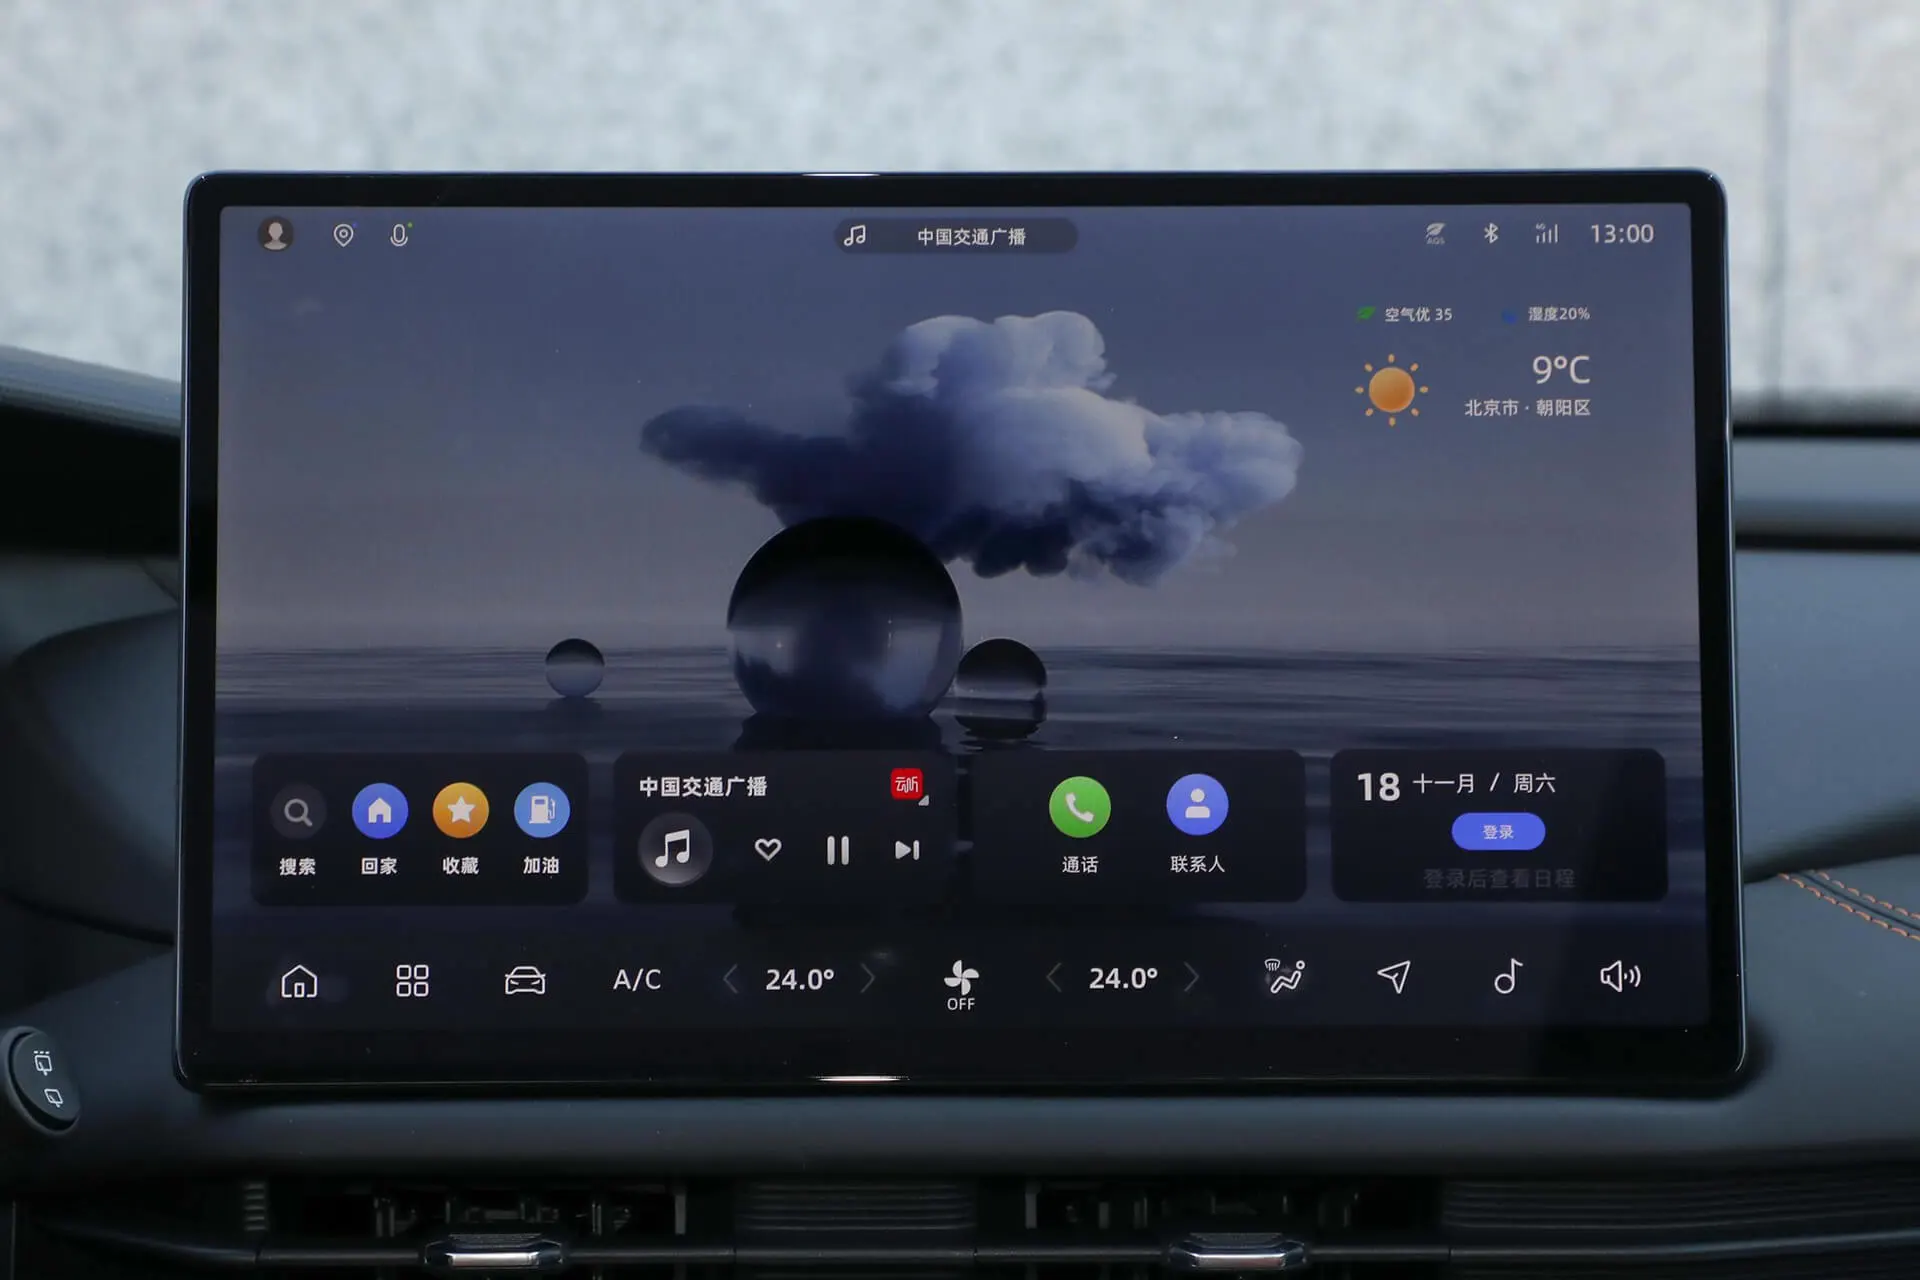 中国交通广播
AQS
4G
13:00
空气优 35
湿度20%
9°C
北京市·朝阳区
中国交通广播
云听
18 十一月 / 周六
登录
登录后查看日程
搜索 回家 收藏 加油
通话 联系人
A/C 24.0° OFF 24.0°